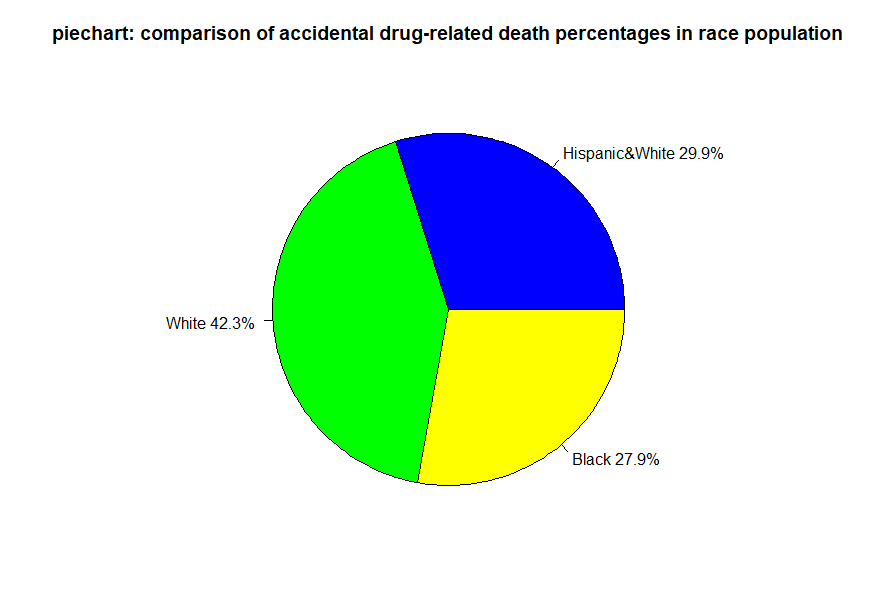 piechart: comparison of accidental drug-related death percentages in race population
Hispanic&White 29.9%
White 42.3%
Black 27.9%